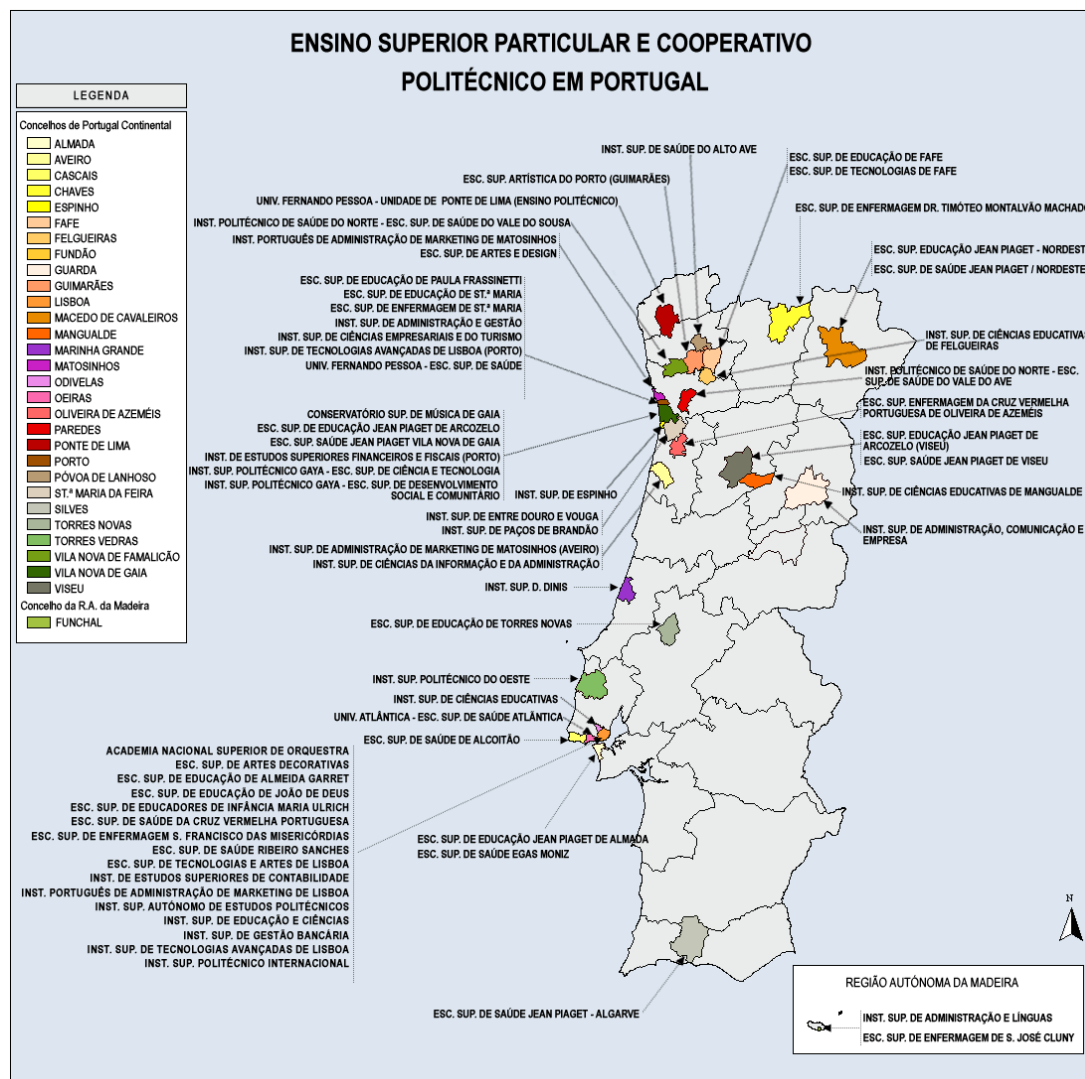 ENSINO SUPERIOR PARTICULAR E COOPERATIVO
POLITÉCNICO EM PORTUGAL
LEGENDA
Concelhos de Portugal Continental
ALMADA
AVEIRO
CASCAIS
CHAVES
ESPINHO
FAFE
FELGUEIRAS
FUNDÃO
GUARDA
GUIMARÃES
LISBOA
MACEDO DE CAVALEIROS
MANGUALDE
MARINHA GRANDE
MATOSINHOS
ODIVELAS
OEIRAS
OLIVEIRA DE AZEMÉIS
PAREDES
PONTE DE LIMA
PORTO
PÓVOA DE LANHOSO
ST.ª MARIA DA FEIRA
SILVES
TORRES NOVAS
TORRES VEDRAS
VILA NOVA DE FAMALICÃO
VILA NOVA DE GAIA
VISEU
Concelho da R.A. da Madeira
FUNCHAL
INST. SUP. DE SAÚDE DO ALTO AVE
ESC. SUP. ARTÍSTICA DO PORTO (GUIMARÃES)
UNIV. FERNANDO PESSOA - UNIDADE DE PONTE DE LIMA (ENSINO POLITÉCNICO)
INST. POLITÉCNICO DE SAÚDE DO NORTE - ESC. SUP. DE SAÚDE DO VALE DO SOUSA
INST. PORTUGUÊS DE ADMINISTRAÇÃO DE MARKETING DE MATOSINHOS
ESC. SUP. DE ARTES E DESIGN
ESC. SUP. DE EDUCAÇÃO DE PAULA FRASSINETTI
ESC. SUP. DE EDUCAÇÃO DE ST.ª MARIA
ESC. SUP. DE ENFERMAGEM DE ST.ª MARIA
INST. SUP. DE ADMINISTRAÇÃO E GESTÃO
INST. SUP. DE CIÊNCIAS EMPRESARIAIS E DO TURISMO
INST. SUP. DE TECNOLOGIAS AVANÇADAS DE LISBOA (PORTO)
UNIV. FERNANDO PESSOA - ESC. SUP. DE SAÚDE
CONSERVATÓRIO SUP. DE MÚSICA DE GAIA
ESC. SUP. DE EDUCAÇÃO JEAN PIAGET DE ARCOZELO
ESC. SUP. SAÚDE JEAN PIAGET VILA NOVA DE GAIA
INST. DE ESTUDOS SUPERIORES FINANCEIROS E FISCAIS (PORTO)
INST. SUP. POLITÉCNICO GAYA - ESC. SUP. DE CIÊNCIA E TECNOLOGIA
INST. SUP. POLITÉCNICO GAYA - ESC. SUP. DE DESENVOLVIMENTO
SOCIAL E COMUNITÁRIO
INST. SUP. DE ESPINHO
INST. SUP. DE ENTRE DOURO E VOUGA
INST. SUP. DE PAÇOS DE BRANDÃO
INST. SUP. DE ADMINISTRAÇÃO DE MARKETING DE MATOSINHOS (AVEIRO)
INST. SUP. DE CIÊNCIAS DA INFORMAÇÃO E DA ADMINISTRAÇÃO
INST. SUP. D. DINIS
ESC. SUP. DE EDUCAÇÃO DE TORRES NOVAS
INST. SUP. POLITÉCNICO DO OESTE
INST. SUP. DE CIÊNCIAS EDUCATIVAS
UNIV. ATLÂNTICA - ESC. SUP. DE SAÚDE ATLÂNTICA
ESC. SUP. DE SAÚDE DE ALCOITÃO
ACADEMIA NACIONAL SUPERIOR DE ORQUESTRA
ESC. SUP. DE ARTES DECORATIVAS
ESC. SUP. DE EDUCAÇÃO DE ALMEIDA GARRET
ESC. SUP. DE EDUCAÇÃO DE JOÃO DE DEUS
ESC. SUP. DE EDUCADORES DE INFÂNCIA MARIA ULRICH
ESC. SUP. DE SAÚDE DA CRUZ VERMELHA PORTUGUESA
ESC. SUP. DE ENFERMAGEM S. FRANCISCO DAS MISERICÓRDIAS
ESC. SUP. DE SAÚDE RIBEIRO SANCHES
ESC. SUP. DE TECNOLOGIAS E ARTES DE LISBOA
INST. DE ESTUDOS SUPERIORES DE CONTABILIDADE
INST. PORTUGUÊS DE ADMINISTRAÇÃO DE MARKETING DE LISBOA
INST. SUP. AUTÓNOMO DE ESTUDOS POLITÉCNICOS
INST. SUP. DE EDUCAÇÃO E CIÊNCIAS
INST. SUP. DE GESTÃO BANCÁRIA
INST. SUP. DE TECNOLOGIAS AVANÇADAS DE LISBOA
INST. SUP. POLITÉCNICO INTERNACIONAL
ESC. SUP. DE EDUCAÇÃO JEAN PIAGET DE ALMADA
ESC. SUP. DE SAÚDE EGAS MONIZ
ESC. SUP. DE SAÚDE JEAN PIAGET - ALGARVE
ESC. SUP. DE EDUCAÇÃO DE FAFE
ESC. SUP. DE TECNOLOGIAS DE FAFE
ESC. SUP. DE ENFERMAGEM DR. TIMÓTEO MONTALVÃO MACHADO
ESC. SUP. EDUCAÇÃO JEAN PIAGET - NORDESTE
ESC. SUP. DE SAÚDE JEAN PIAGET / NORDESTE
INST. SUP. DE CIÊNCIAS EDUCATIVAS
DE FELGUEIRAS
INST. POLITÉCNICO DE SAÚDE DO NORTE - ESC.
SUP. DE SAÚDE DO VALE DO AVE
ESC. SUP. ENFERMAGEM DA CRUZ VERMELHA
PORTUGUESA DE OLIVEIRA DE AZEMÉIS
ESC. SUP. EDUCAÇÃO JEAN PIAGET DE
ARCOZELO (VISEU)
ESC. SUP. SAÚDE JEAN PIAGET DE VISEU
INST. SUP. DE CIÊNCIAS EDUCATIVAS DE MANGUALDE
INST. SUP. DE ADMINISTRAÇÃO, COMUNICAÇÃO E
EMPRESA
N
REGIÃO AUTÓNOMA DA MADEIRA
INST. SUP. DE ADMINISTRAÇÃO E LÍNGUAS
ESC. SUP. DE ENFERMAGEM DE S. JOSÉ CLUNY